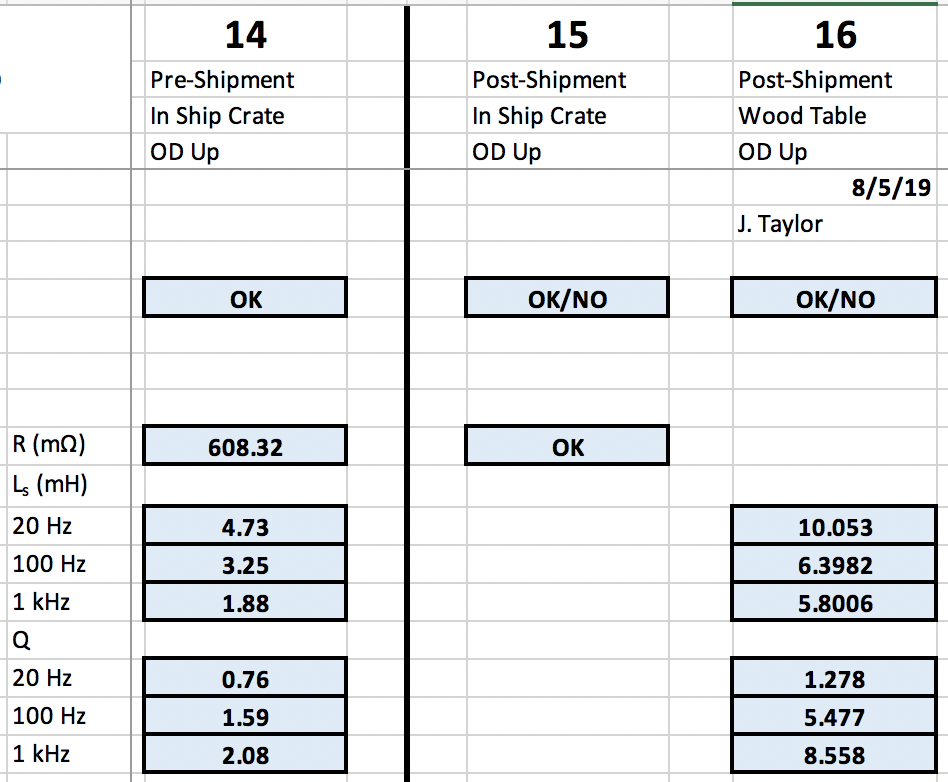 14 15 16
Pre-Shipment Post-Shipment Post-Shipment
In Ship Crate In Ship Crate Wood Table
OD Up OD Up OD Up
8/5/19
J. Taylor
OK OK/NO OK/NO
R (mΩ) 608.32 OK
Ls (mH)
20 Hz 4.73 10.053
100 Hz 3.25 6.3982
1 kHz 1.88 5.8006
Q
20 Hz 0.76 1.278
100 Hz 1.59 5.477
1 kHz 2.08 8.558